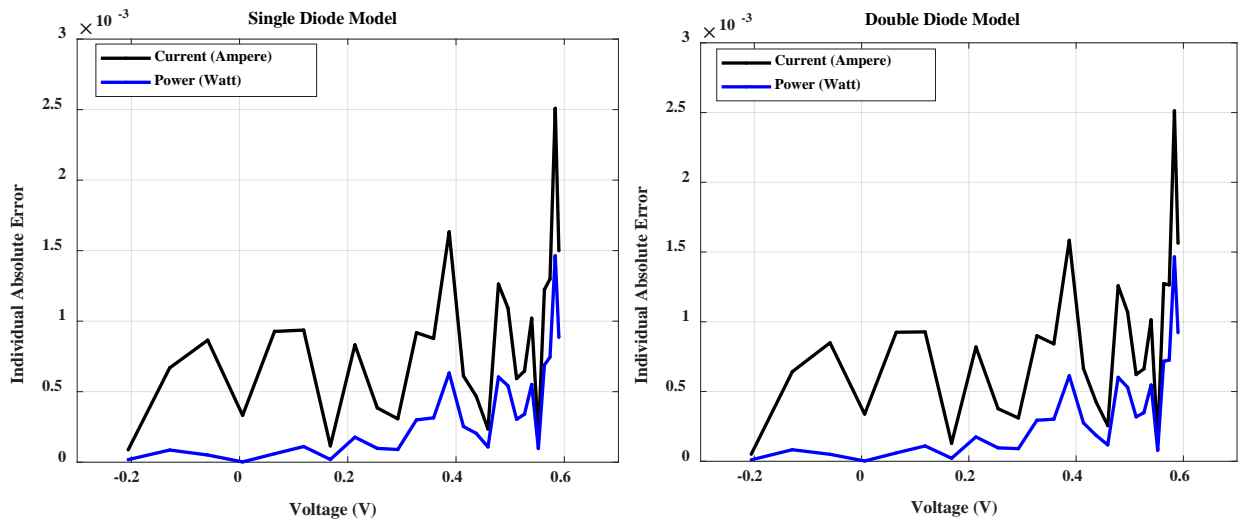 Single Diode Model
× 10 -3
3
2.5
2
1.5
1
0.5
0
-0.2
0
0.2
0.4
0.6
Individual Absolute Error
Voltage (V)
Current (Ampere)
Power (Watt)
Double Diode Model
× 10 -3
3
2.5
2
1.5
1
0.5
0
-0.2
0
0.2
0.4
0.6
Individual Absolute Error
Voltage (V)
Current (Ampere)
Power (Watt)